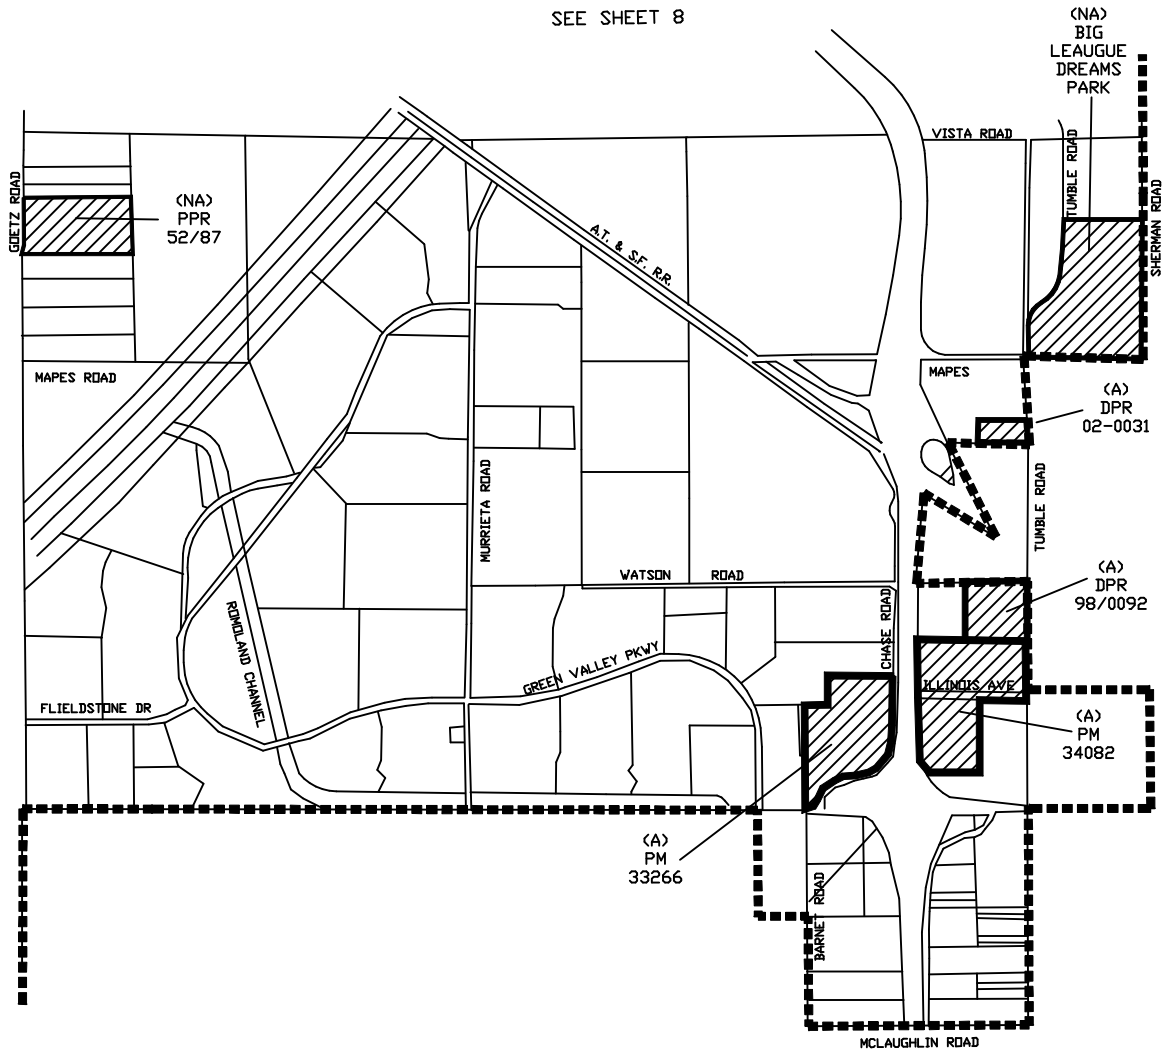 SEE SHEET 8
(NA)
BIG
LEAUGUE
DREAMS
PARK
VISTA ROAD
TUMBLE ROAD
SHERMAN ROAD
GOETZ ROAD
(NA)
PPR
52/87
A.T. & S.F. R.R.
MAPES ROAD
MAPES
(A)
DPR
02-0031
MURRIETA ROAD
TUMBLE ROAD
WATSON ROAD
(A)
DPR
98/0092
CHASE ROAD
ROMOLAND CHANNEL
GREEN VALLEY PKWY
ILLINOIS AVE
FLIELDSTONE DR
(A)
PM
34082
(A)
PM
33266
BARNET ROAD
MCLAUGHLIN ROAD